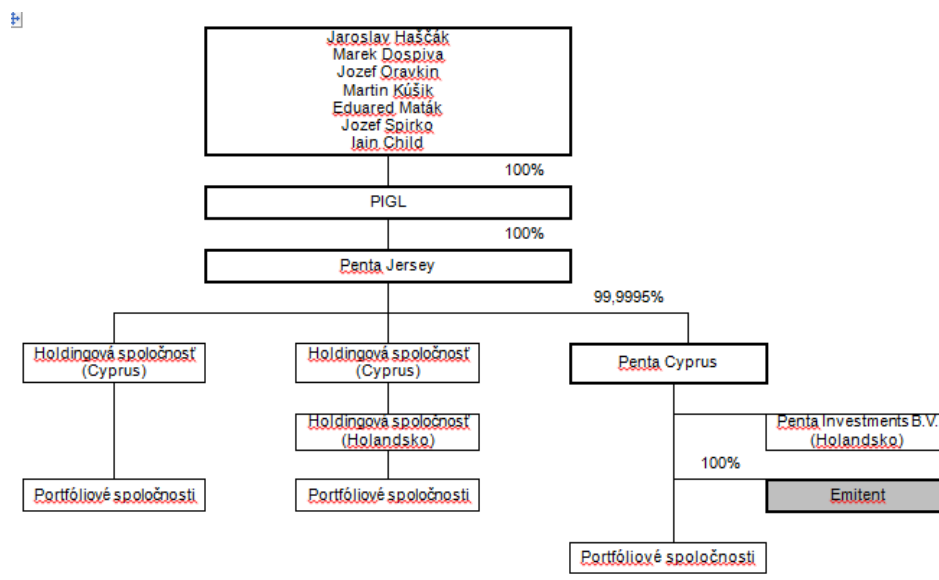 Jaroslav Haščák
Marek Dospiva
Jozef Oravkin
Martin Kúšik
Eduared Maták
Jozef Spirko
Iain Child
100%
PIGL
100%
Penta Jersey
99,9995%
Holdingová spoločnosť
(Cyprus)
Holdingová spoločnosť
(Cyprus)
Penta Cyprus
Holdingová spoločnosť
(Holandsko)
Penta Investments B.V.
(Holandsko)
100%
Portfóliové spoločnosti
Portfóliové spoločnosti
Emitent
Portfóliové spoločnosti